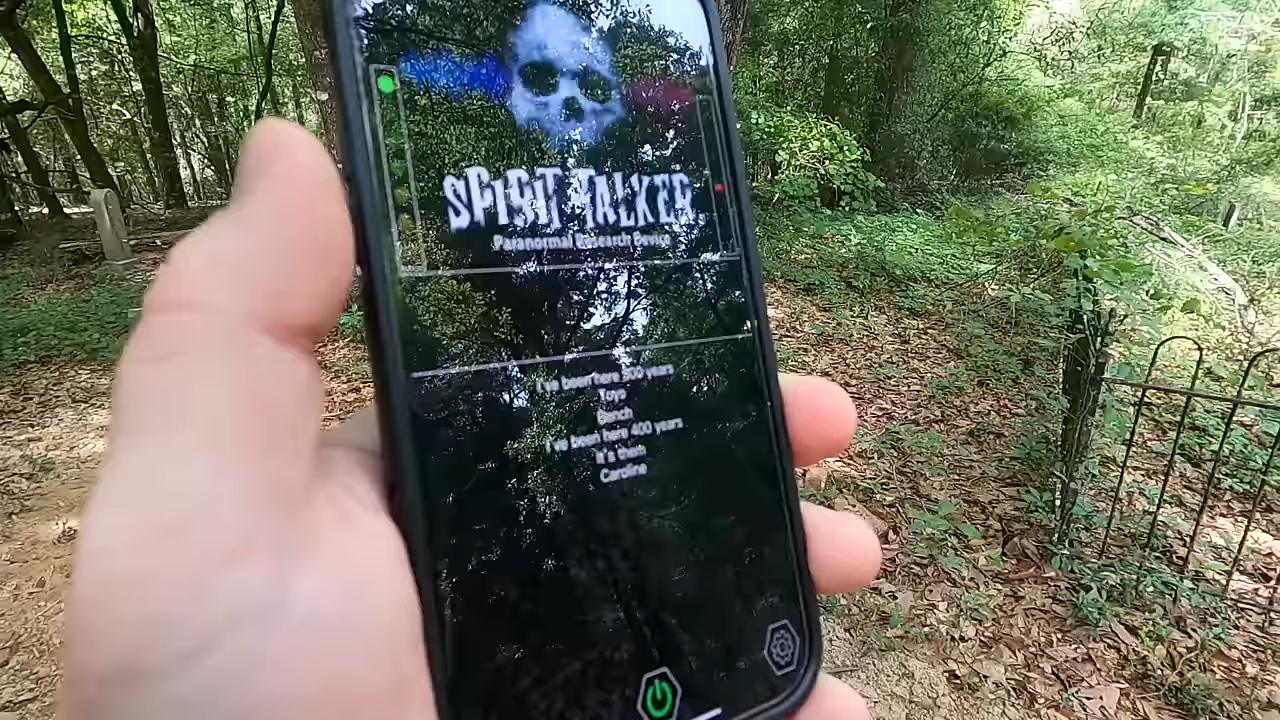 SPIRIT TALKER
Paranormal Research Device
I've been here 300 years
Toys
Bench
I've been here 400 years
It's them
Caroline